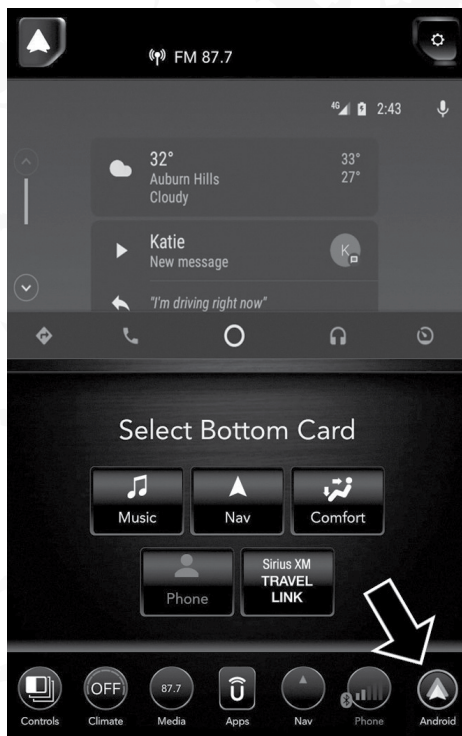 FM 87.7
4G 2:43
32° 33°
Auburn Hills 27°
Cloudy
Katie K
New message
"I'm driving right now"
Select Bottom Card
Music Nav Comfort
Phone Sirius XM
TRAVEL
LINK
OFF 87.7
Controls Climate Media Apps Nav Phone Android